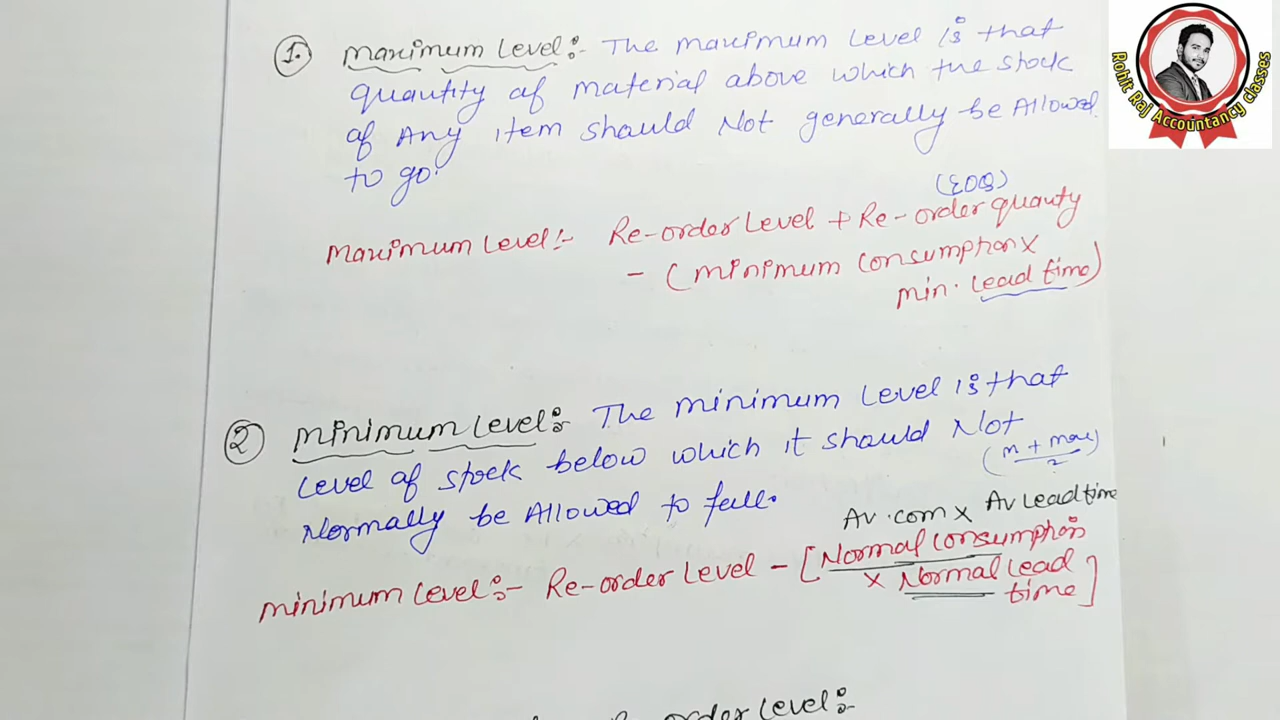 1. Maximum Level:- The maximum Level is that
quantity of material above which the stock
of Any item should Not generally be Allowed
to go.
(EOQ)
Maximum Level:- Re-order Level + Re-order quanty
- (minimum consumption x
min. Lead time)
2 Minimum Level:- The minimum Level is that
Level of stock below which it should Not
Normally be Allowed to fall.
(m + max)
2
Av.com x Av Leadtime
Minimum Level:- Re-order Level - [Normal consumption
x Normal Lead
time]
order Level:-
Rohit Raj Accountancy classes